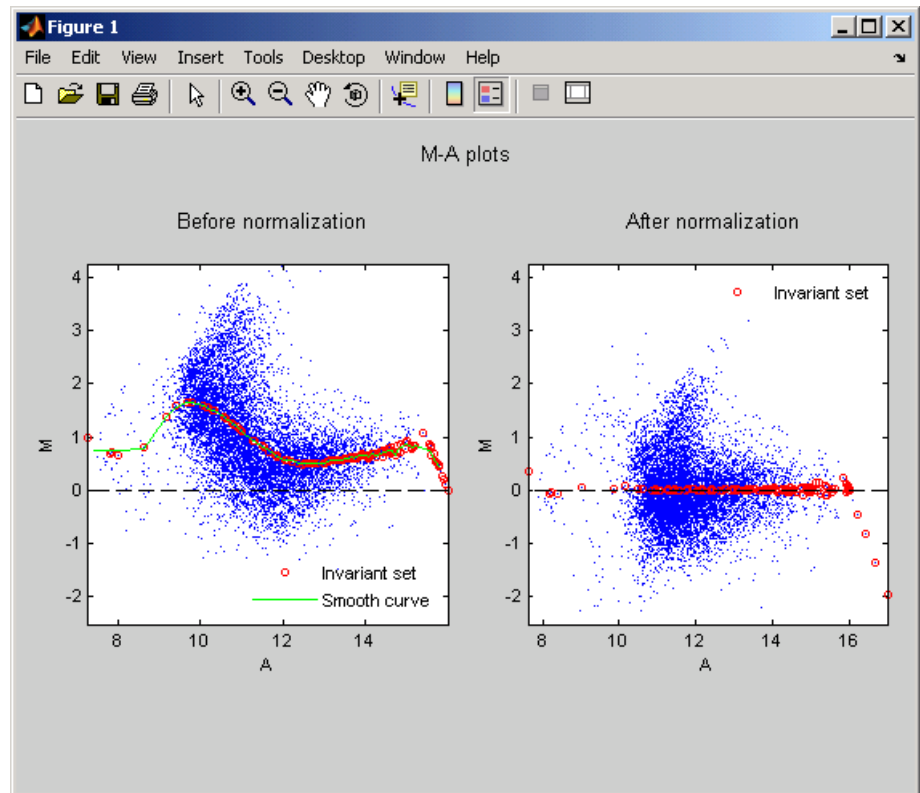 Figure 1
File Edit View Insert Tools Desktop Window Help
M-A plots
Before normalization
4
3
2
1
0
-1
-2
M
8 10 12 14
A
Invariant set
Smooth curve
After normalization
4
3
2
1
0
-1
-2
M
8 10 12 14 16
A
Invariant set